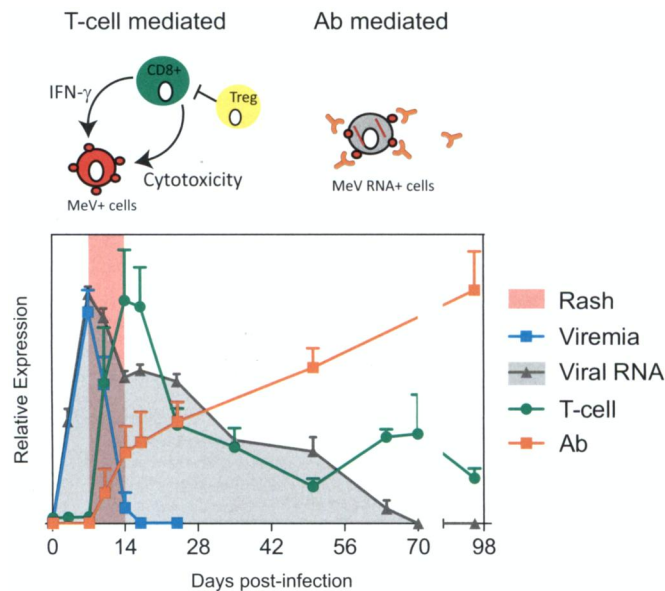 T-cell mediated
Ab mediated
CD8+
IFN-γ
Treg
Cytotoxicity
MeV+ cells
MeV RNA+ cells
Relative Expression
Rash
Viremia
Viral RNA
T-cell
Ab
0 14 28 42 56 70 98
Days post-infection